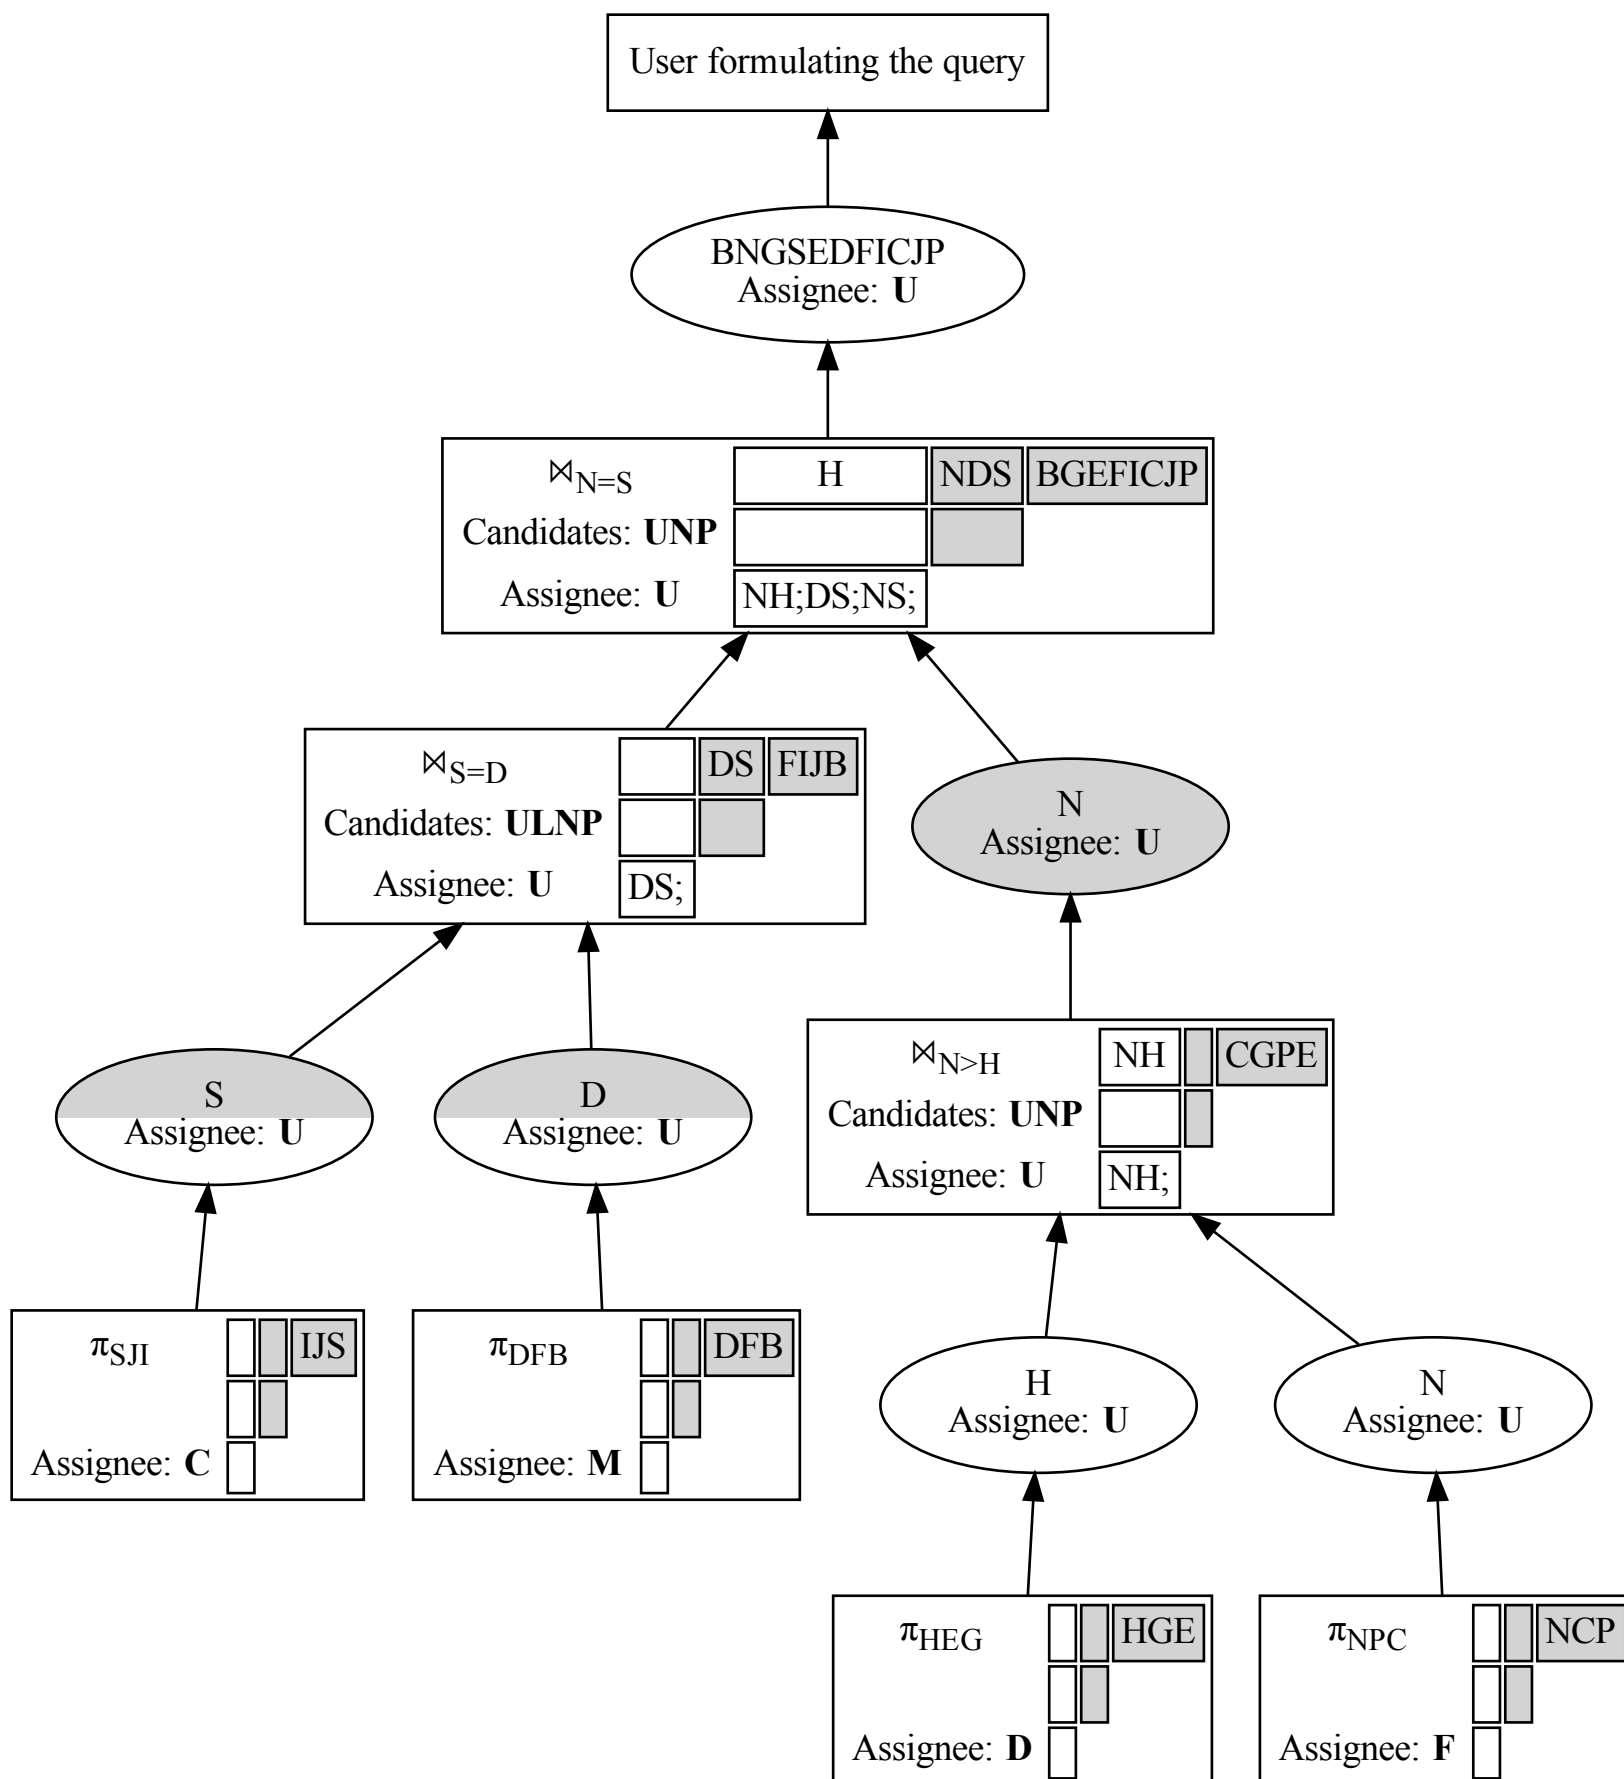 User formulating the query
BNGSEDFICJP
Assignee: U
⋈N=S
H
NDS
BGEFICJP
Candidates: UNP
Assignee: U
NH;DS;NS;
⋈S=D
DS
FIJB
Candidates: ULNP
Assignee: U
DS;
N
Assignee: U
⋈N>H
NH
CGPE
Candidates: UNP
Assignee: U
NH;
S
Assignee: U
D
Assignee: U
πSJI
IJS
Assignee: C
πDFB
DFB
Assignee: M
H
Assignee: U
N
Assignee: U
πHEG
HGE
Assignee: D
πNPC
NCP
Assignee: F